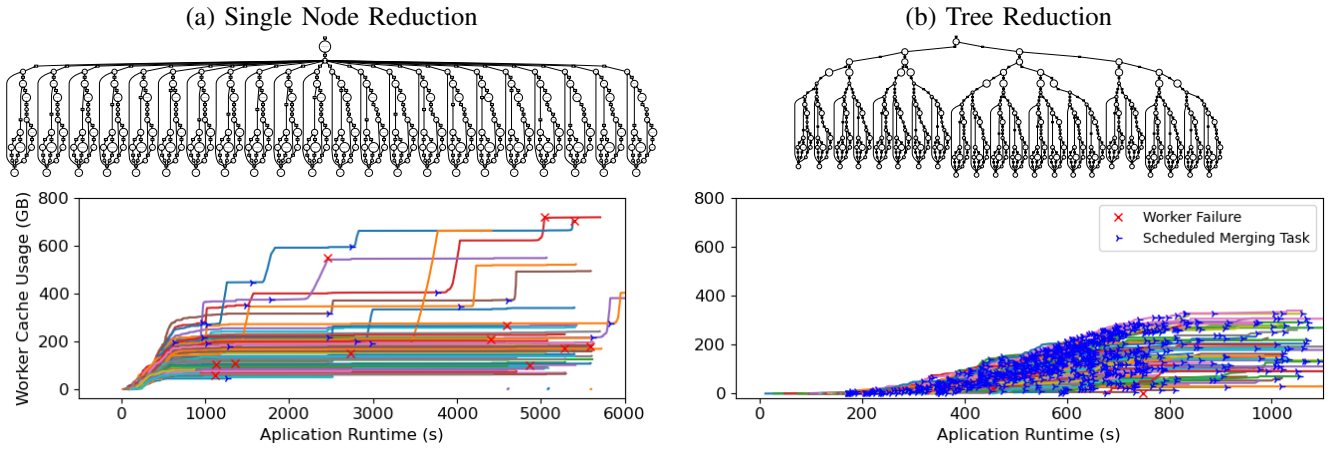 (a) Single Node Reduction
(b) Tree Reduction
Worker Cache Usage (GB)
800
600
400
200
0
0 1000 2000 3000 4000 5000 6000
Aplication Runtime (s)
800
600
400
200
0
Worker Failure
Scheduled Merging Task
0 200 400 600 800 1000
Aplication Runtime (s)